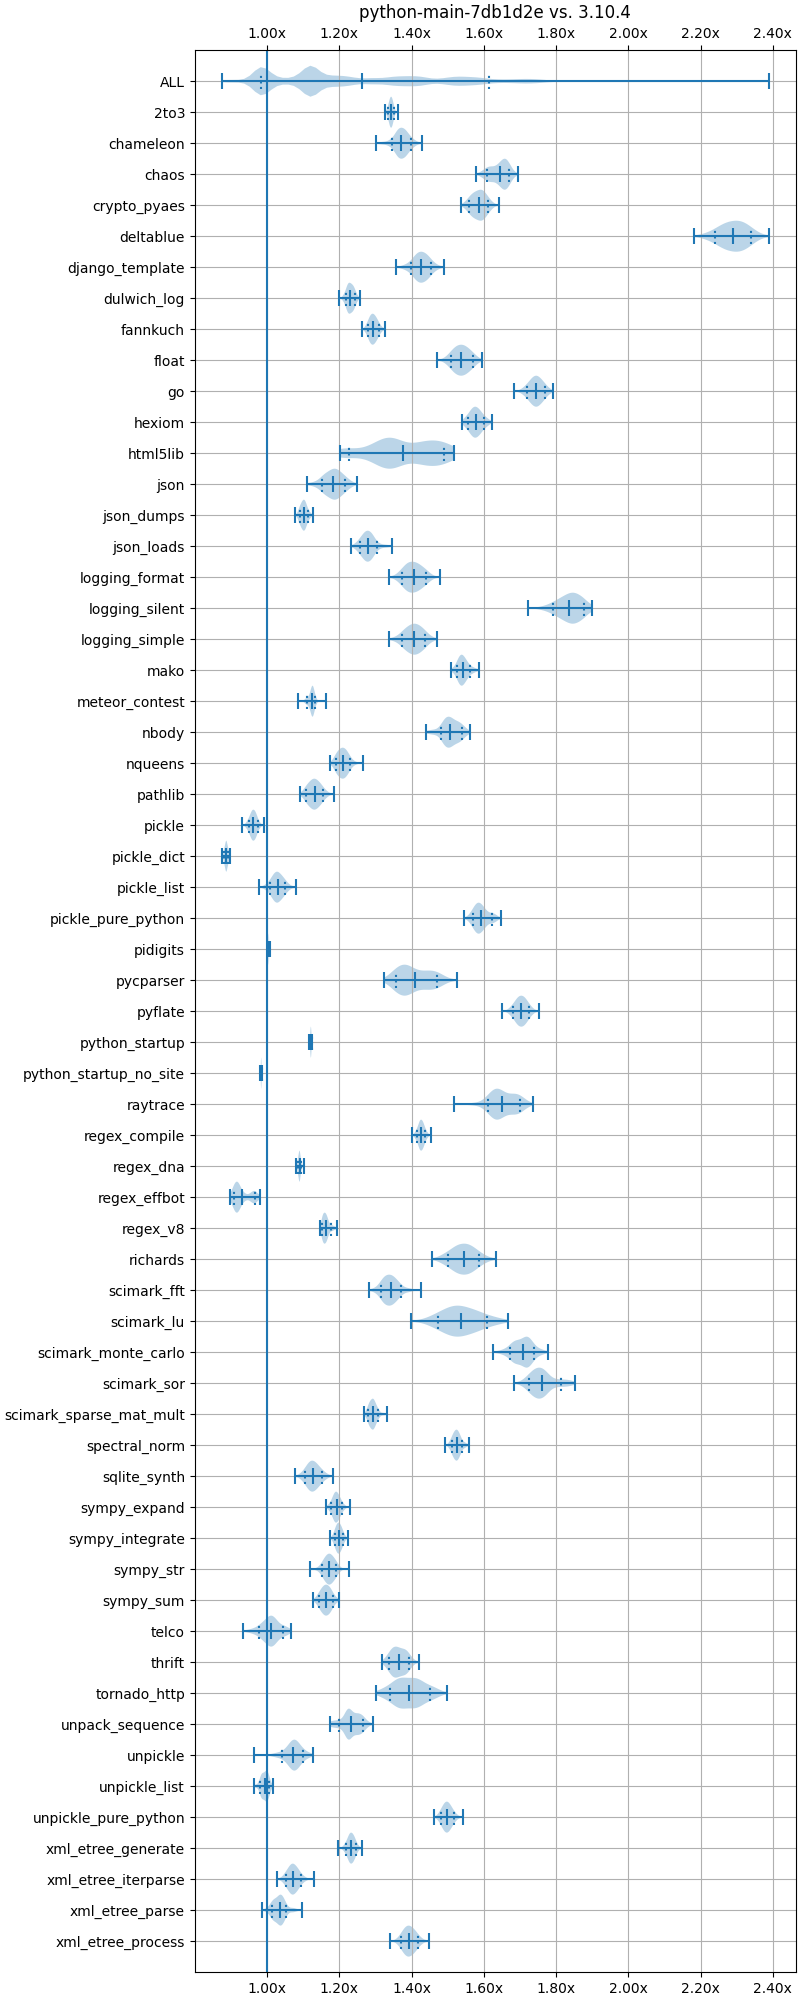 python-main-7db1d2e vs. 3.10.4
1.00x 1.20x 1.40x 1.60x 1.80x 2.00x 2.20x 2.40x
ALL
2to3
chameleon
chaos
crypto_pyaes
deltablue
django_template
dulwich_log
fannkuch
float
go
hexiom
html5lib
json
json_dumps
json_loads
logging_format
logging_silent
logging_simple
mako
meteor_contest
nbody
nqueens
pathlib
pickle
pickle_dict
pickle_list
pickle_pure_python
pidigits
pycparser
pyflate
python_startup
python_startup_no_site
raytrace
regex_compile
regex_dna
regex_effbot
regex_v8
richards
scimark_fft
scimark_lu
scimark_monte_carlo
scimark_sor
scimark_sparse_mat_mult
spectral_norm
sqlite_synth
sympy_expand
sympy_integrate
sympy_str
sympy_sum
telco
thrift
tornado_http
unpack_sequence
unpickle
unpickle_list
unpickle_pure_python
xml_etree_generate
xml_etree_iterparse
xml_etree_parse
xml_etree_process
1.00x 1.20x 1.40x 1.60x 1.80x 2.00x 2.20x 2.40x